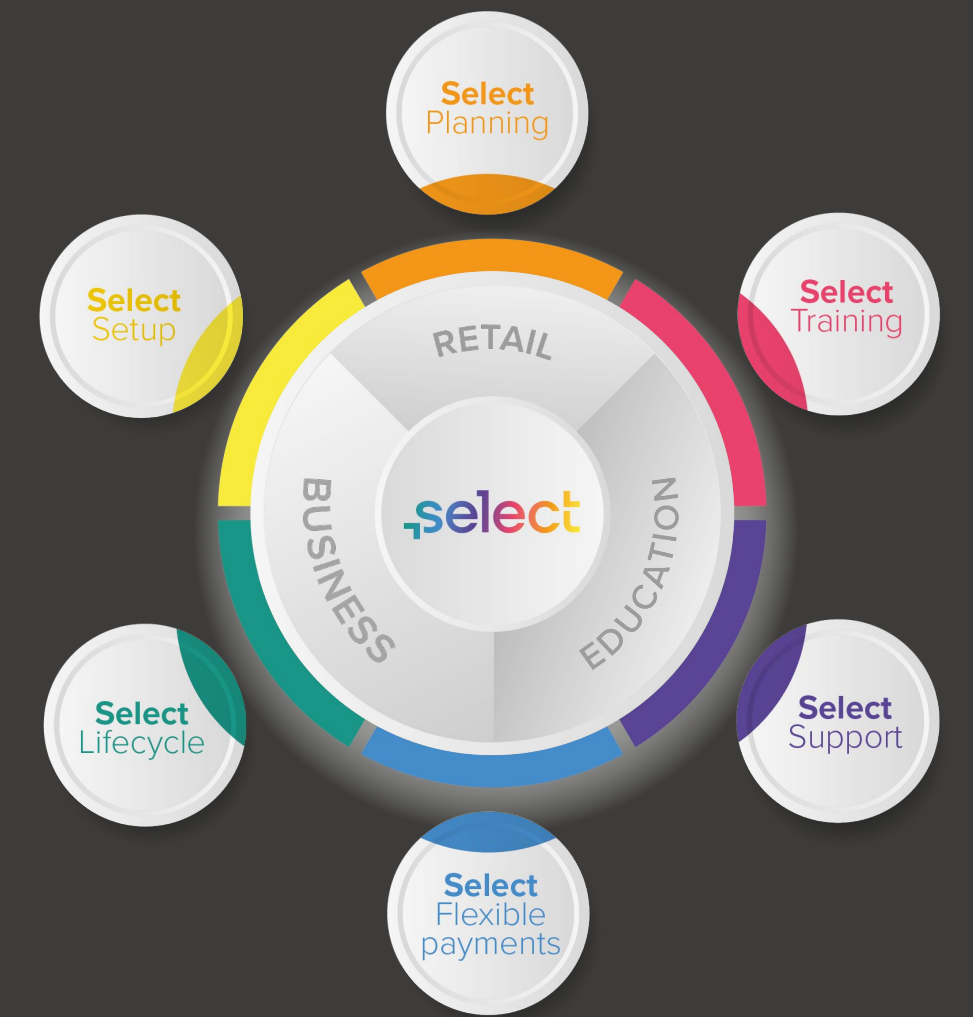 Select
Planning
Select
Setup
Select
Training
RETAIL
BUSINESS
select
EDUCATION
Select
Lifecycle
Select
Support
Select
Flexible
payments